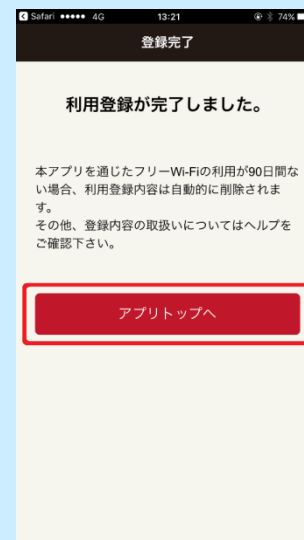 Safari ●●●●● 4G 13:21 74%
登録完了
利用登録が完了しました。
本アプリを通じたフリーWi-Fiの利用が90日間な
い場合、利用登録内容は自動的に削除されま
す。
その他、登録内容の取扱いについてはヘルプを
ご確認下さい。
アプリトップへ